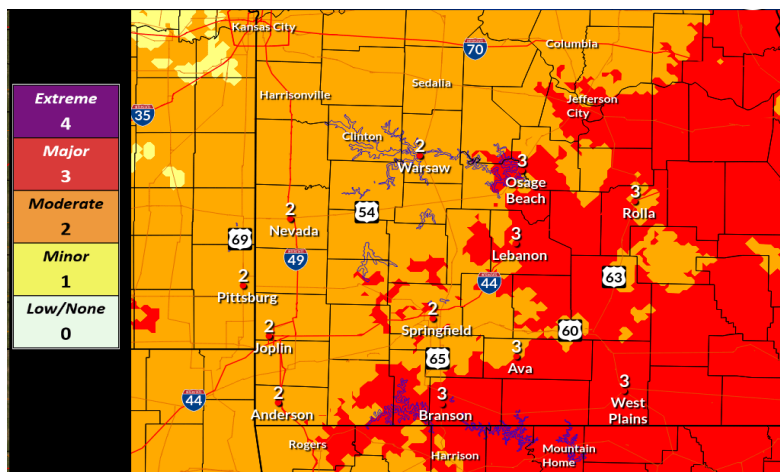 Extreme
4
Major
3
Moderate
2
Minor
1
Low/None
0
Kansas City
70
Columbia
Sedalia
Harrisonville
35
Jefferson
City
Clinton
2
Warsaw
3
Osage
Beach
3
Rolla
2
Nevada
54
69
3
Lebanon
49
2
Pittsburg
44
63
2
Springfield
60
2
Joplin
65
3
Ava
44
2
Anderson
3
Branson
3
West
Plains
Rogers
Harrison
Mountain
Home